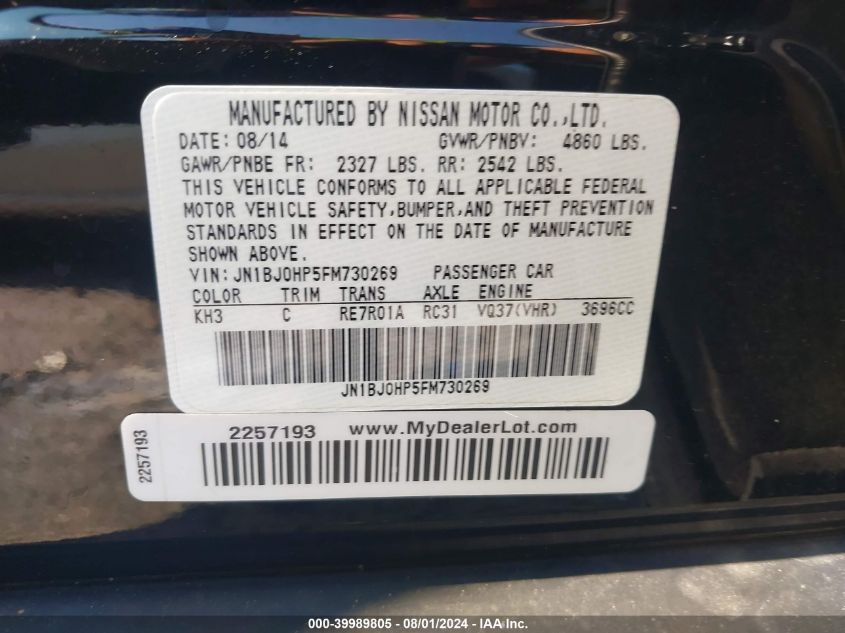 MANUFACTURED BY NISSAN MOTOR CO.,LTD.
DATE: 08/14 GVWR/PNBV: 4860 LBS.
GAWR/PNBE FR: 2327 LBS. RR: 2542 LBS.
THIS VEHICLE CONFORMS TO ALL APPLICABLE FEDERAL
MOTOR VEHICLE SAFETY,BUMPER,AND THEFT PREVENTION
STANDARDS IN EFFECT ON THE DATE OF MANUFACTURE
SHOWN ABOVE.
VIN: JN1BJ0HP5FM730269 PASSENGER CAR
COLOR TRIM TRANS AXLE ENGINE
KH3 C RE7R01A RC31 VQ37(VHR) 3696CC
JN1BJ0HP5FM730269
2257193
2257193 www.MyDealerLot.com
000-39989805 - 08/01/2024 - IAA Inc.